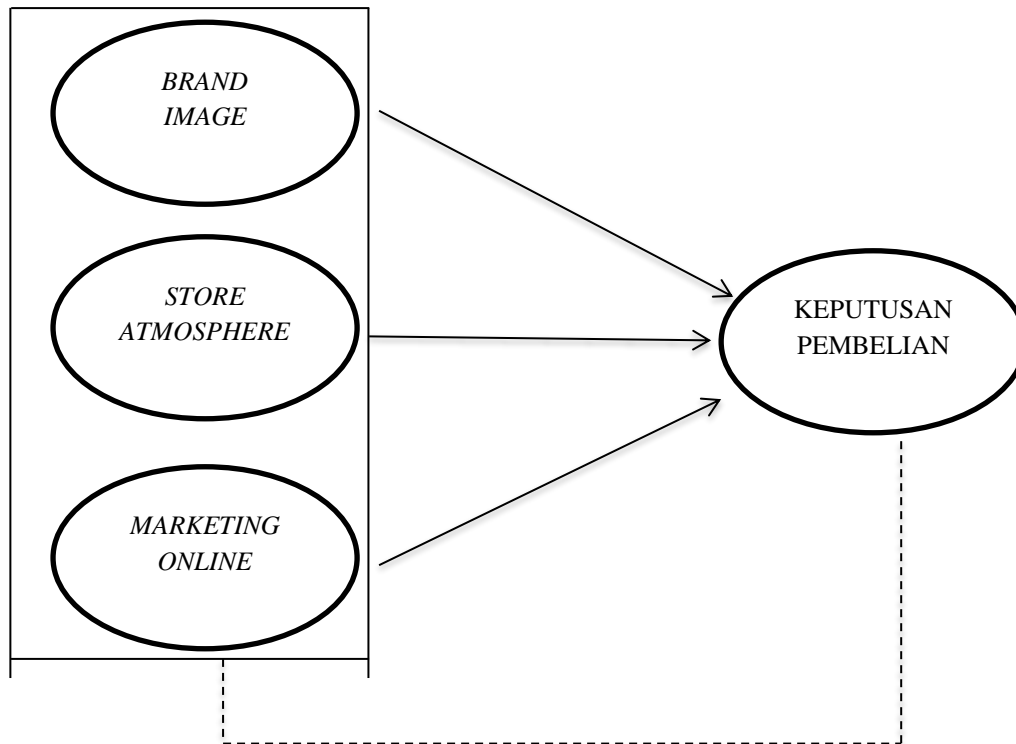 BRAND
IMAGE
STORE
ATMOSPHERE
KEPUTUSAN
PEMBELIAN
MARKETING
ONLINE